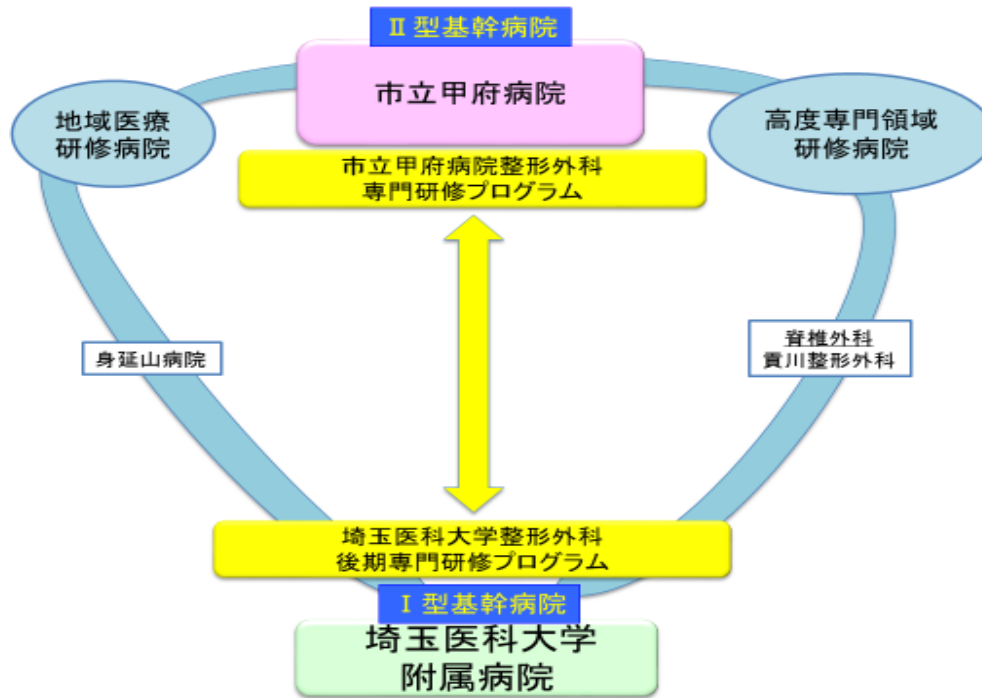 Ⅱ型基幹病院
市立甲府病院
地域医療
研修病院
高度専門領域
研修病院
市立甲府病院整形外科
専門研修プログラム
身延山病院
脊椎外科
貢川整形外科
埼玉医科大学整形外科
後期専門研修プログラム
Ⅰ型基幹病院
埼玉医科大学
附属病院